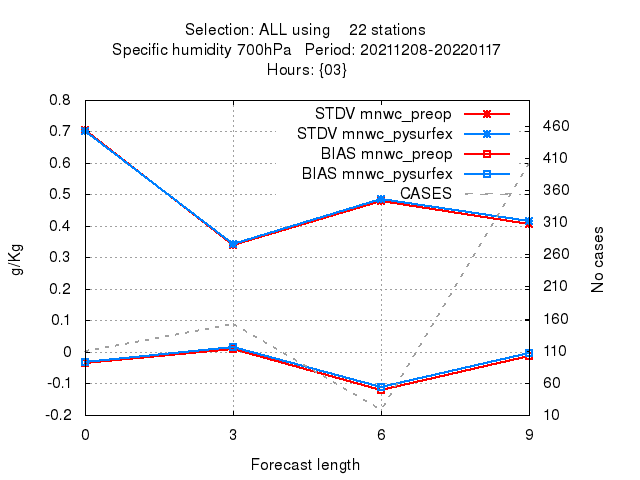 Selection: ALL using 22 stations
Specific humidity 700hPa Period: 20211208-20220117
Hours: {03}
0.8
0.7
0.6
0.5
0.4
0.3
0.2
0.1
0
-0.1
-0.2
g/Kg
STDV mnwc_preop
STDV mnwc_pysurfex
BIAS mnwc_preop
BIAS mnwc_pysurfex
CASES
460
410
360
310
260
210
160
110
60
10
No cases
0 3 6 9
Forecast length